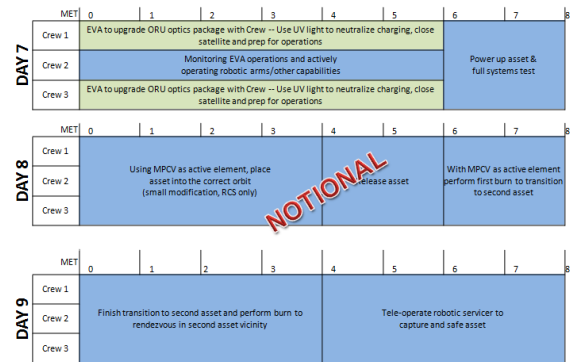 DAY 7
MET 0 1 2 3 4 5 6 7 8
Crew 1
EVA to upgrade ORU optics package with Crew -- Use UV light to neutralize charging, close
satellite and prep for operations
Crew 2
Monitoring EVA operations and actively
operating robotic arms/other capabilities
Crew 3
EVA to upgrade ORU optics package with Crew -- Use UV light to neutralize charging, close
satellite and prep for operations
Power up asset &
full systems test
DAY 8
MET 0 1 2 3 4 5 6 7 8
Crew 1
Crew 2
Crew 3
Using MPCV as active element, place
asset into the correct orbit
(small modification, RCS only)
elease asset
With MPCV as active element
perform first burn to transition
to second asset
NOTIONAL
DAY 9
MET 0 1 2 3 4 5 6 7 8
Crew 1
Crew 2
Crew 3
Finish transition to second asset and perform burn to
rendezvous in second asset vicinity
Tele-operate robotic servicer to
capture and safe asset